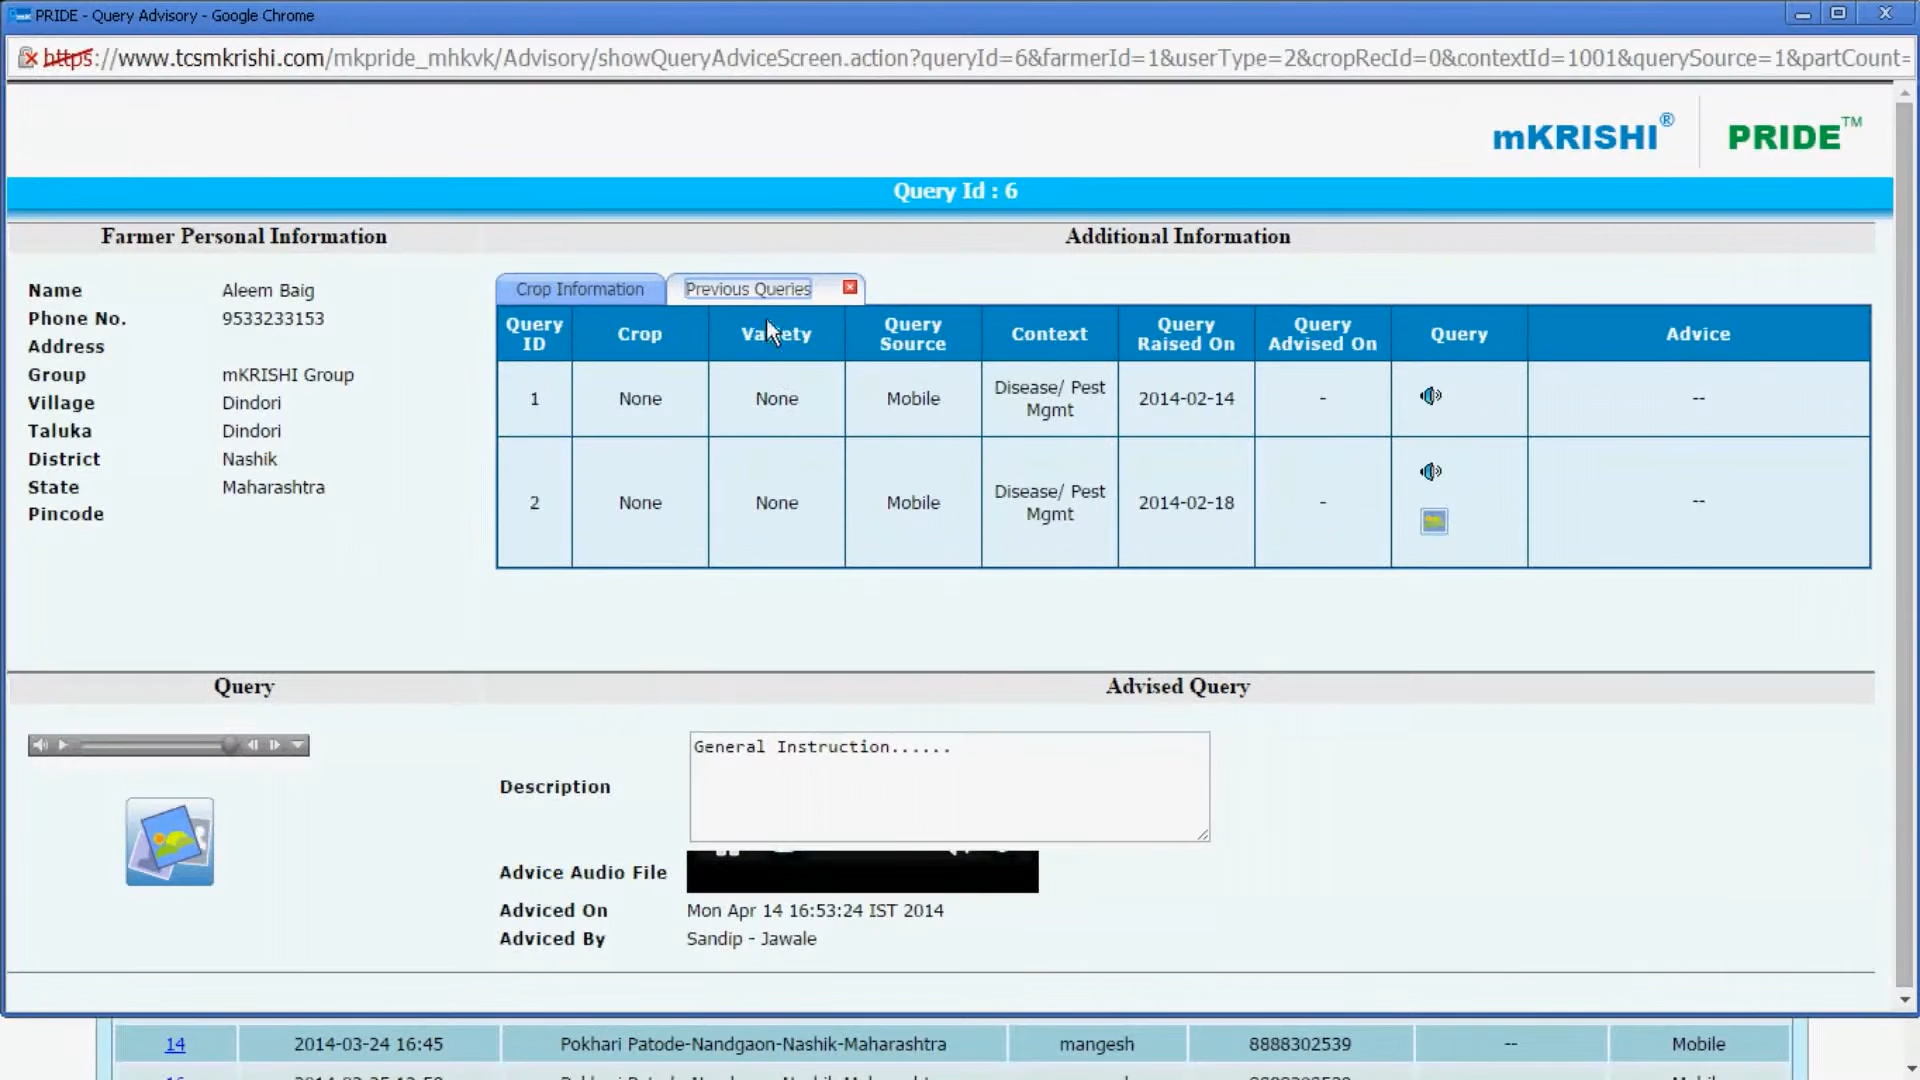 PRIDE - Query Advisory - Google Chrome
https://www.tcsmkrishi.com/mkpride_mhkvk/Advisory/showQueryAdviceScreen.action?queryId=6&farmerId=1&userType=2&cropRecId=0&contextId=1001&querySource=1&partCount=
mKRISHI® PRIDE™
Query Id : 6
Farmer Personal Information
Additional Information
Name Aleem Baig
Phone No. 9533233153
Address
Group mKRISHI Group
Village Dindori
Taluka Dindori
District Nashik
State Maharashtra
Pincode
Crop Information Previous Queries
Query ID Crop Variety Query Source Context Query Raised On Query Advised On Query Advice
1 None None Mobile Disease/ Pest Mgmt 2014-02-14 - --
2 None None Mobile Disease/ Pest Mgmt 2014-02-18 - --
Query
Advised Query
Description General Instruction......
Advice Audio File
Adviced On Mon Apr 14 16:53:24 IST 2014
Adviced By Sandip - Jawale
14 2014-03-24 16:45 Pokhari Patode-Nandgaon-Nashik-Maharashtra mangesh 8888302539 -- Mobile